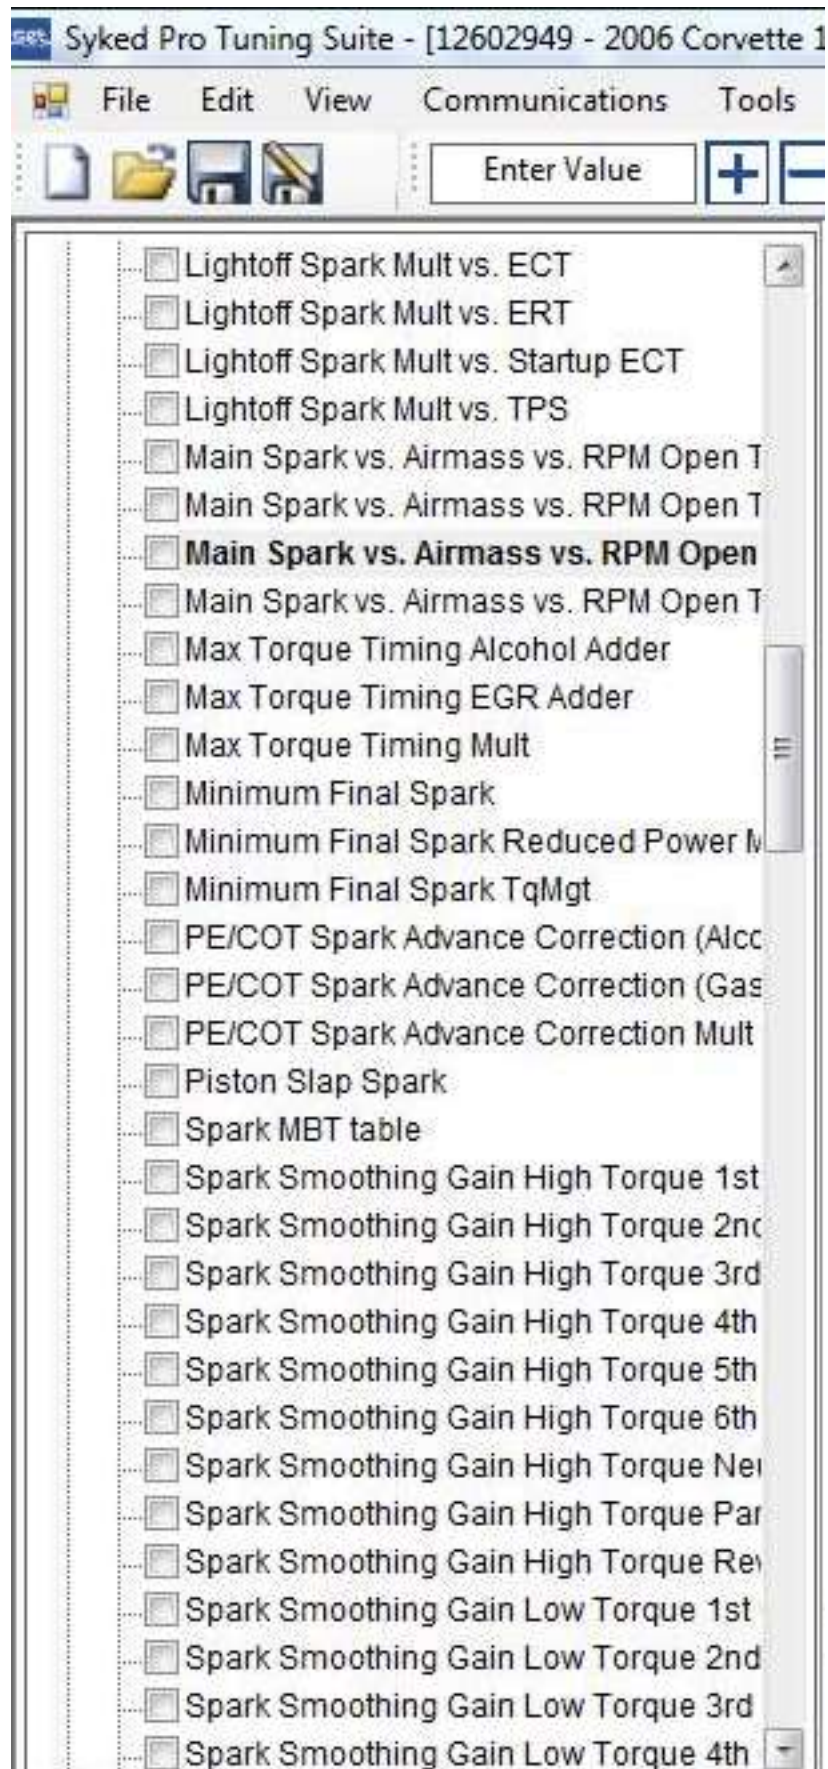 Syked Pro Tuning Suite - [12602949 - 2006 Corvette 1
File Edit View Communications Tools
Enter Value
Lightoff Spark Mult vs. ECT
Lightoff Spark Mult vs. ERT
Lightoff Spark Mult vs. Startup ECT
Lightoff Spark Mult vs. TPS
Main Spark vs. Airmass vs. RPM Open T
Main Spark vs. Airmass vs. RPM Open T
Main Spark vs. Airmass vs. RPM Open
Main Spark vs. Airmass vs. RPM Open T
Max Torque Timing Alcohol Adder
Max Torque Timing EGR Adder
Max Torque Timing Mult
Minimum Final Spark
Minimum Final Spark Reduced Power M
Minimum Final Spark TqMgt
PE/COT Spark Advance Correction (Alco
PE/COT Spark Advance Correction (Gas
PE/COT Spark Advance Correction Mult
Piston Slap Spark
Spark MBT table
Spark Smoothing Gain High Torque 1st
Spark Smoothing Gain High Torque 2nd
Spark Smoothing Gain High Torque 3rd
Spark Smoothing Gain High Torque 4th
Spark Smoothing Gain High Torque 5th
Spark Smoothing Gain High Torque 6th
Spark Smoothing Gain High Torque Neu
Spark Smoothing Gain High Torque Par
Spark Smoothing Gain High Torque Rev
Spark Smoothing Gain Low Torque 1st
Spark Smoothing Gain Low Torque 2nd
Spark Smoothing Gain Low Torque 3rd
Spark Smoothing Gain Low Torque 4th